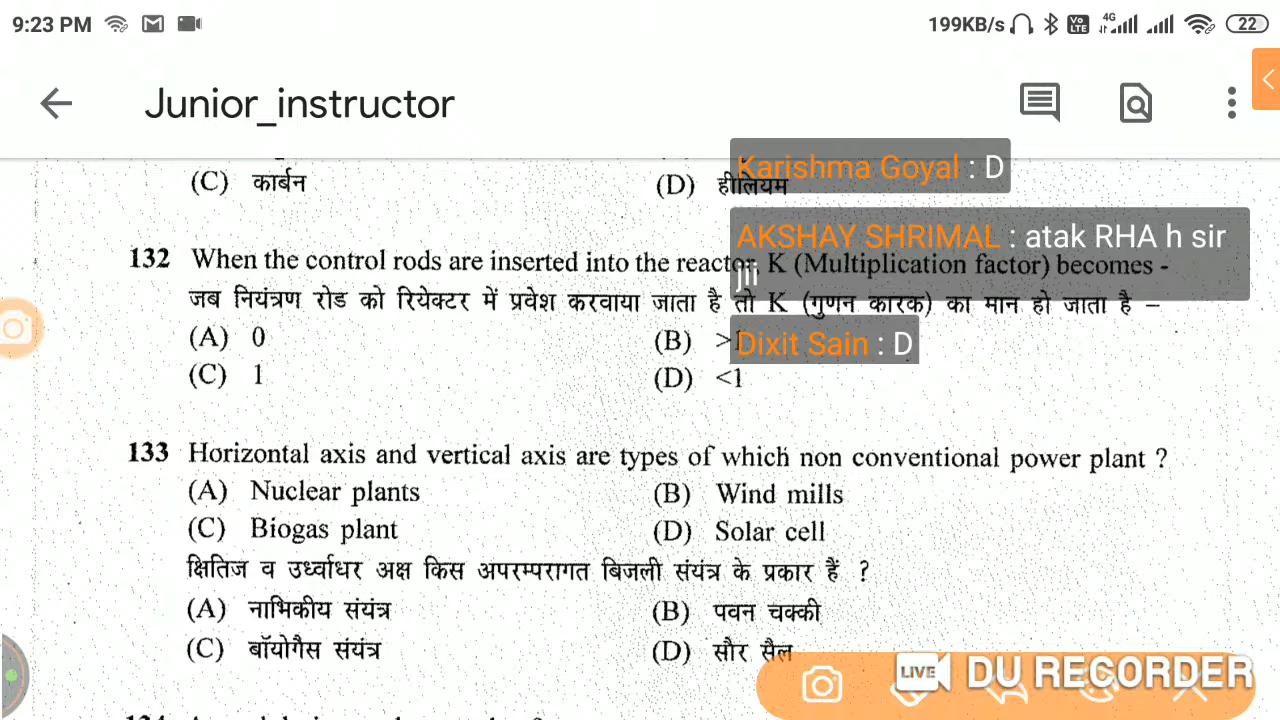 9:23 PM 199KB/s VoLTE 4G 22
Junior_instructor
(C) कार्बन (D) हीलियम
Karishma Goyal : D
AKSHAY SHRIMAL : atak RHA h sir
jii
132 When the control rods are inserted into the reactor, K (Multiplication factor) becomes -
जब नियंत्रण रोड को रियेक्टर में प्रवेश करवाया जाता है तो K (गुणन कारक) का मान हो जाता है –
(A) 0 (B) >1
Dixit Sain : D
(C) 1 (D) <1
133 Horizontal axis and vertical axis are types of which non conventional power plant ?
(A) Nuclear plants (B) Wind mills
(C) Biogas plant (D) Solar cell
क्षितिज व उर्ध्वाधर अक्ष किस अपरम्परागत बिजली संयंत्र के प्रकार हैं ?
(A) नाभिकीय संयंत्र (B) पवन चक्की
(C) बॉयोगैस संयंत्र (D) सौर सैल
LIVE DU RECORDER